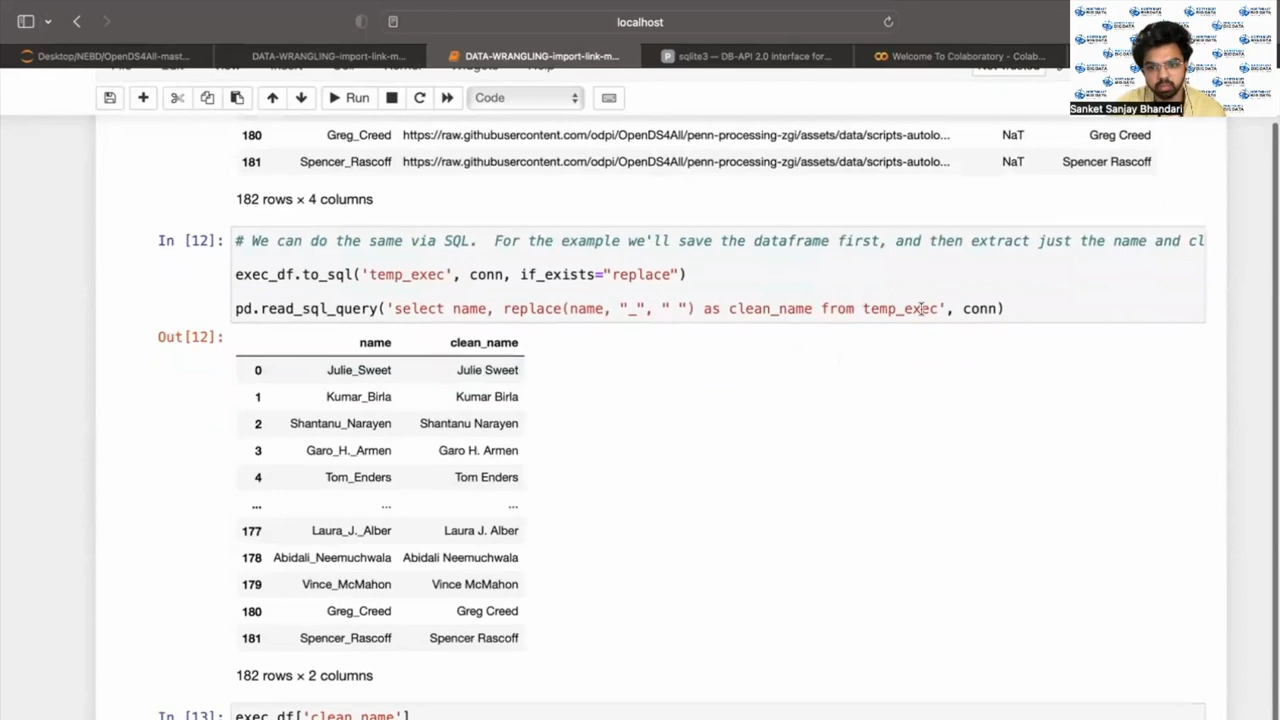 localhost
Desktop/NEBD/OpenDS4All-mast...
DATA-WRANGLING-import-link-m...
DATA-WRANGLING-import-link-m...
sqlite3 — DB-API 2.0 interface for...
Welcome To Colaboratory - Colab...
Run
Code
Sanket Sanjay Bhandari
180 Greg_Creed https://raw.githubusercontent.com/odpi/OpenDS4All/penn-processing-zgi/assets/data/scripts-autolo... NaT Greg Creed
181 Spencer_Rascoff https://raw.githubusercontent.com/odpi/OpenDS4All/penn-processing-zgi/assets/data/scripts-autolo... NaT Spencer Rascoff
182 rows × 4 columns
In [12]: # We can do the same via SQL.  For the example we'll save the dataframe first, and then extract just the name and cl
exec_df.to_sql('temp_exec', conn, if_exists="replace")
pd.read_sql_query('select name, replace(name, "_", " ") as clean_name from temp_exec', conn)
Out[12]:
name clean_name
0 Julie_Sweet Julie Sweet
1 Kumar_Birla Kumar Birla
2 Shantanu_Narayen Shantanu Narayen
3 Garo_H._Armen Garo H. Armen
4 Tom_Enders Tom Enders
... ... ...
177 Laura_J._Alber Laura J. Alber
178 Abidali_Neemuchwala Abidali Neemuchwala
179 Vince_McMahon Vince McMahon
180 Greg_Creed Greg Creed
181 Spencer_Rascoff Spencer Rascoff
182 rows × 2 columns
In [13]: exec_df['clean_name']